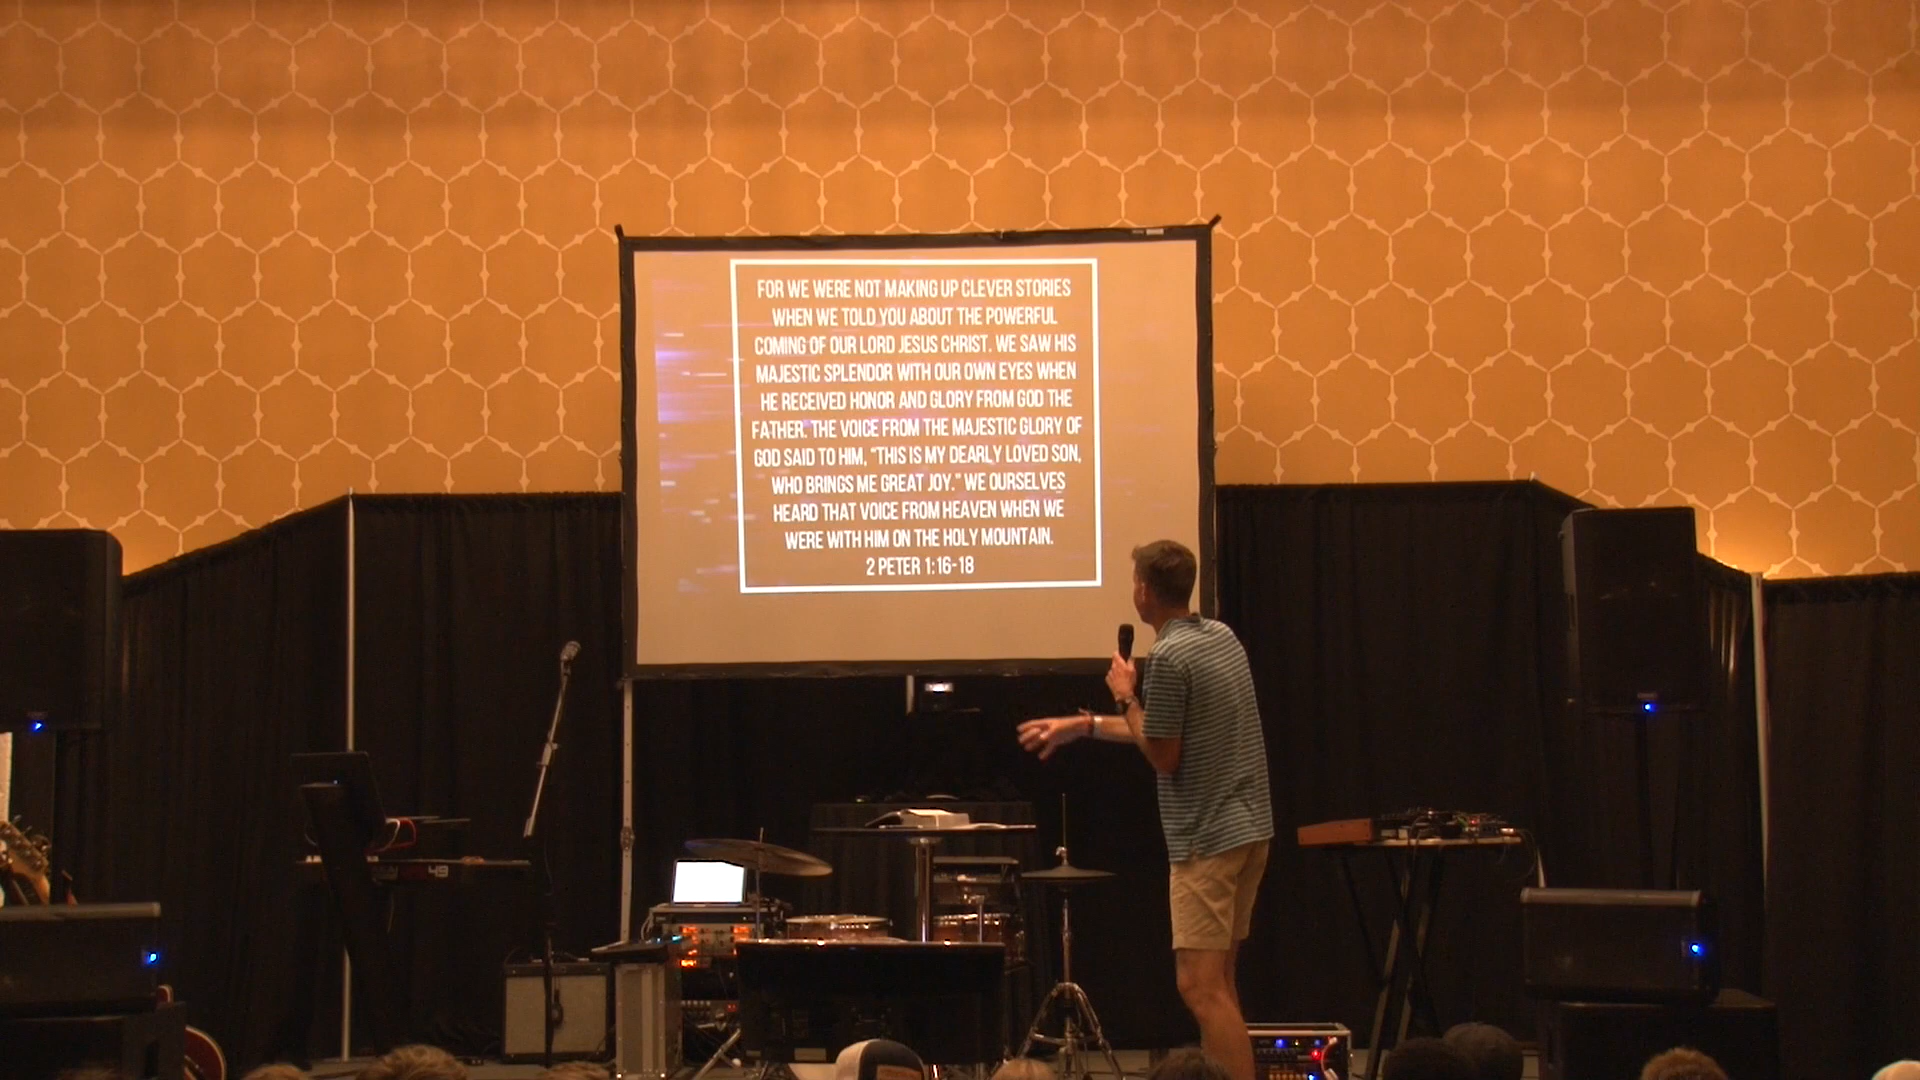 FOR WE WERE NOT MAKING UP CLEVER STORIES
WHEN WE TOLD YOU ABOUT THE POWERFUL
COMING OF OUR LORD JESUS CHRIST. WE SAW HIS
MAJESTIC SPLENDOR WITH OUR OWN EYES WHEN
HE RECEIVED HONOR AND GLORY FROM GOD THE
FATHER. THE VOICE FROM THE MAJESTIC GLORY OF
GOD SAID TO HIM, “THIS IS MY DEARLY LOVED SON,
WHO BRINGS ME GREAT JOY.” WE OURSELVES
HEARD THAT VOICE FROM HEAVEN WHEN WE
WERE WITH HIM ON THE HOLY MOUNTAIN.
2 PETER 1:16-18
49